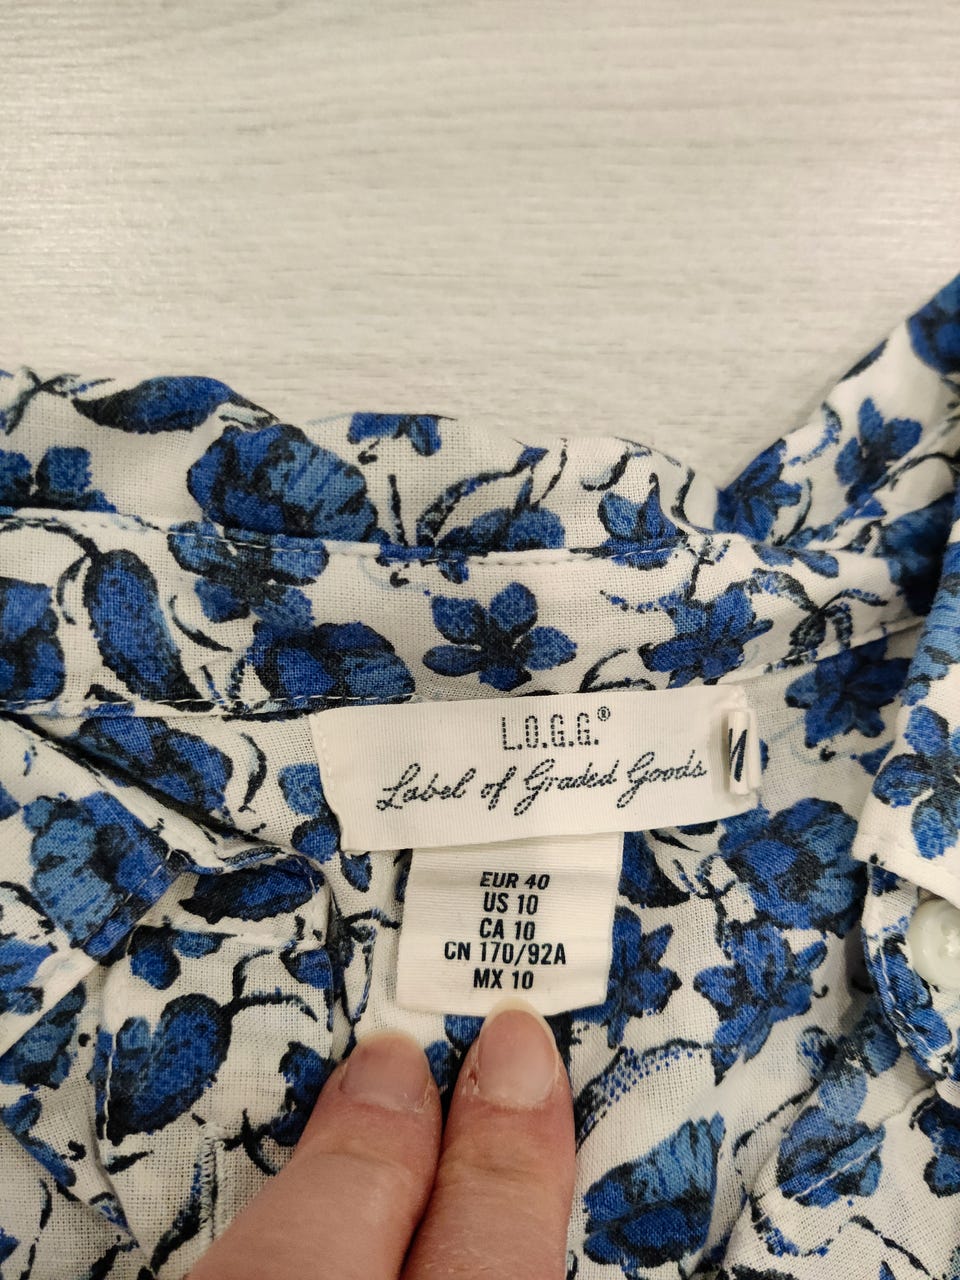 L.O.G.G.®
Label of Graded Goods
EUR 40
US 10
CA 10
CN 170/92A
MX 10